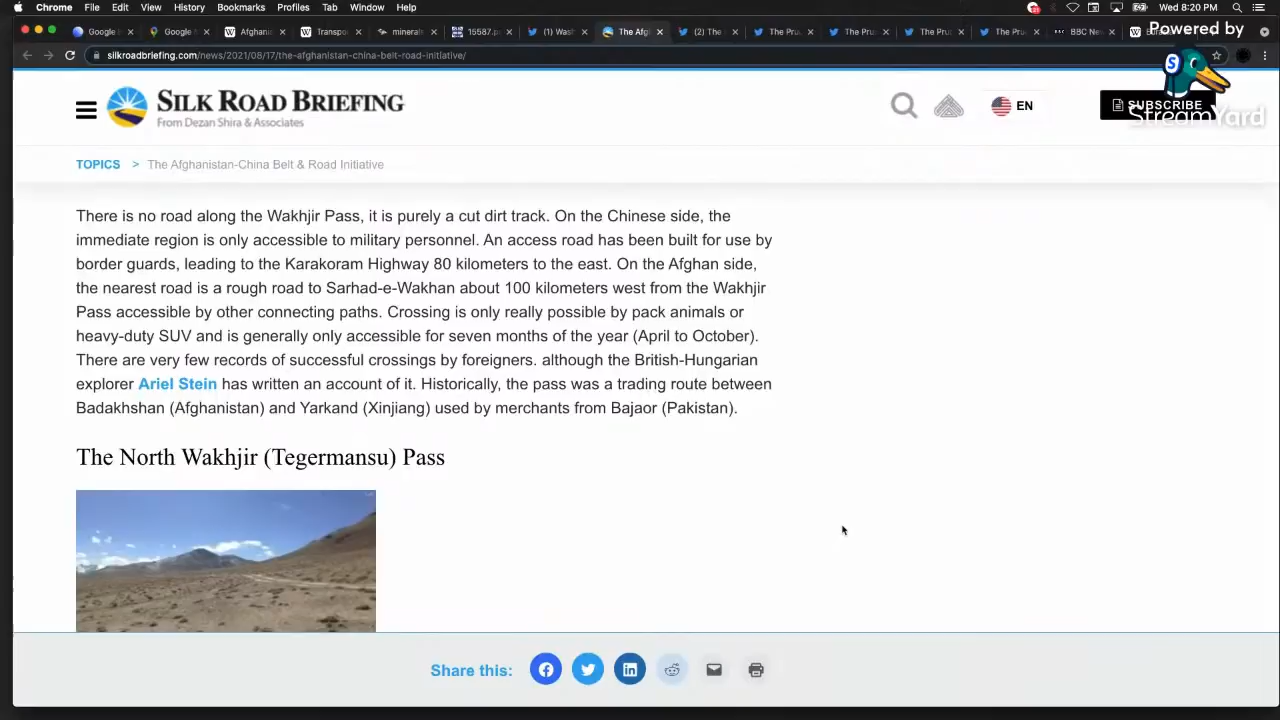 Chrome File Edit View History Bookmarks Profiles Tab Window Help Wed 8:20 PM
Google Google Afghani Transpo minerals 15587.p (1) Wash The Afg (2) The The Pru The Pru The Pru The Pru BBC Ne
Powered by
silkroadbriefing.com/news/2021/08/17/the-afghanistan-china-belt-road-initiative/
S
SILK ROAD BRIEFING
From Dezan Shira & Associates
EN
SUBSCRIBE
StreamYard
TOPICS > The Afghanistan-China Belt & Road Initiative
There is no road along the Wakhjir Pass, it is purely a cut dirt track. On the Chinese side, the
immediate region is only accessible to military personnel. An access road has been built for use by
border guards, leading to the Karakoram Highway 80 kilometers to the east. On the Afghan side,
the nearest road is a rough road to Sarhad-e-Wakhan about 100 kilometers west from the Wakhjir
Pass accessible by other connecting paths. Crossing is only really possible by pack animals or
heavy-duty SUV and is generally only accessible for seven months of the year (April to October).
There are very few records of successful crossings by foreigners. although the British-Hungarian
explorer Ariel Stein has written an account of it. Historically, the pass was a trading route between
Badakhshan (Afghanistan) and Yarkand (Xinjiang) used by merchants from Bajaor (Pakistan).
The North Wakhjir (Tegermansu) Pass
Share this: